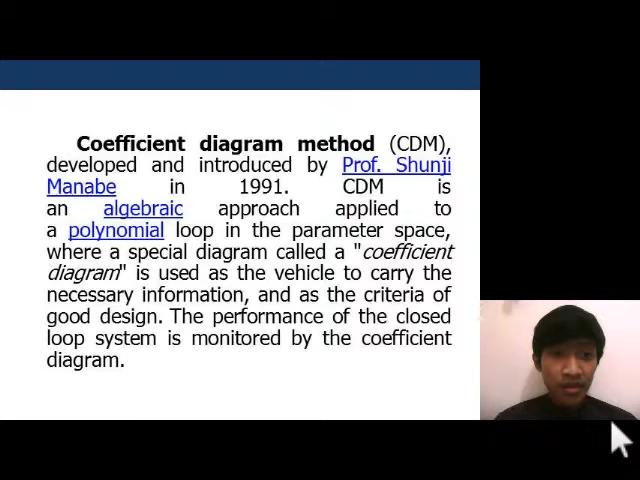 Coefficient diagram method (CDM),
developed and introduced by Prof. Shunji
Manabe in 1991. CDM is
an algebraic approach applied to
a polynomial loop in the parameter space,
where a special diagram called a "coefficient
diagram" is used as the vehicle to carry the
necessary information, and as the criteria of
good design. The performance of the closed
loop system is monitored by the coefficient
diagram.